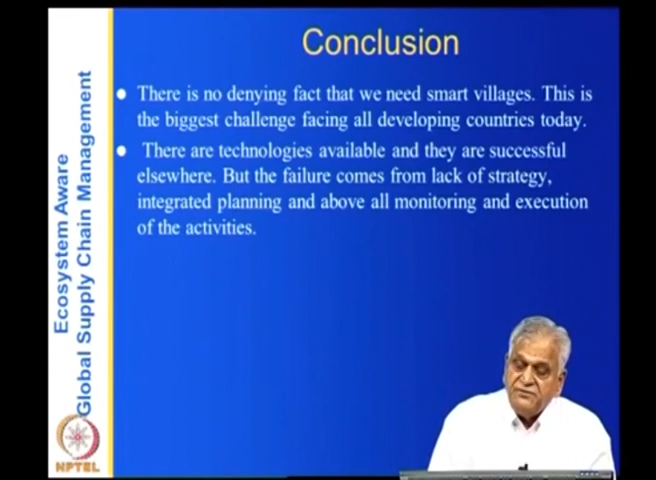 Conclusion
There is no denying fact that we need smart villages. This is
the biggest challenge facing all developing countries today.
There are technologies available and they are successful
elsewhere. But the failure comes from lack of strategy,
integrated planning and above all monitoring and execution
of the activities.
Ecosystem Aware
Global Supply Chain Management
NPTEL